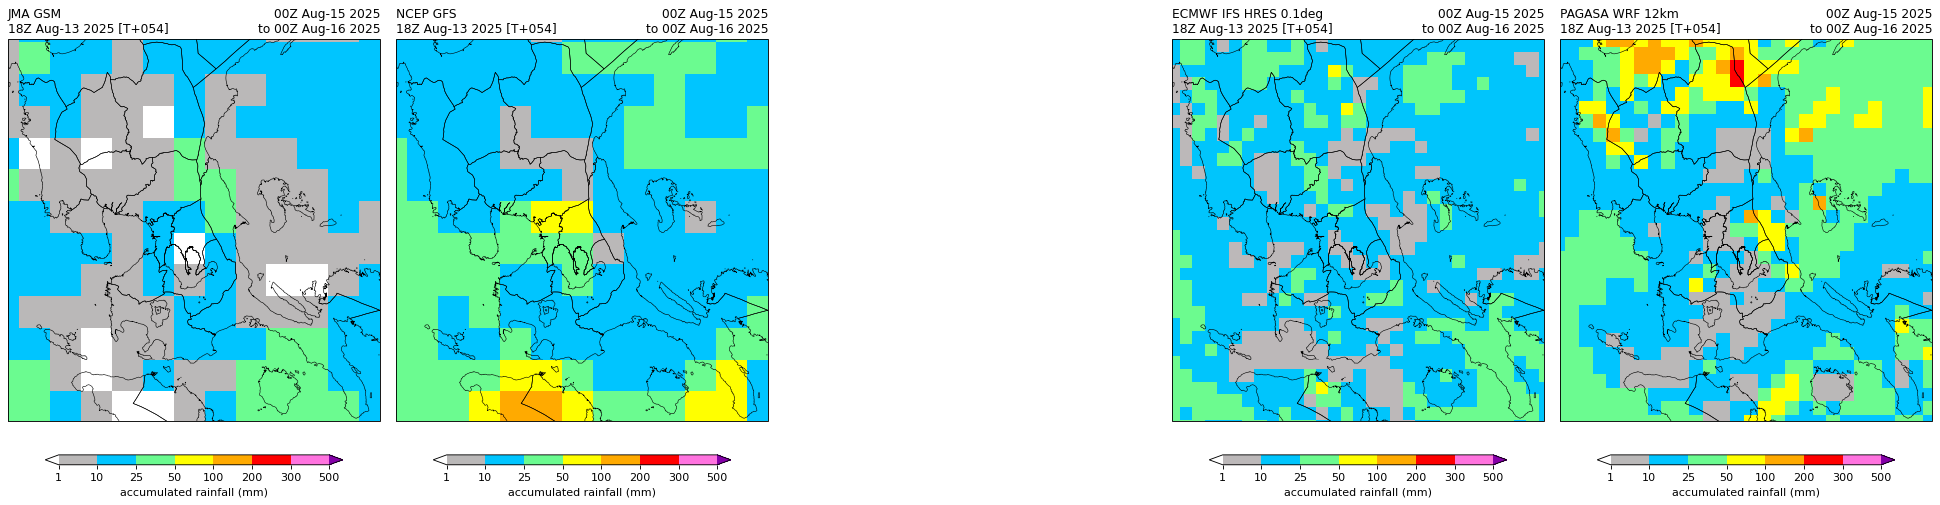 JMA GSM 00Z Aug-15 2025
18Z Aug-13 2025 [T+054] to 00Z Aug-16 2025
NCEP GFS 00Z Aug-15 2025
18Z Aug-13 2025 [T+054] to 00Z Aug-16 2025
ECMWF IFS HRES 0.1deg 00Z Aug-15 2025
18Z Aug-13 2025 [T+054] to 00Z Aug-16 2025
PAGASA WRF 12km 00Z Aug-15 2025
18Z Aug-13 2025 [T+054] to 00Z Aug-16 2025
1 10 25 50 100 200 300 500
accumulated rainfall (mm)
1 10 25 50 100 200 300 500
accumulated rainfall (mm)
1 10 25 50 100 200 300 500
accumulated rainfall (mm)
1 10 25 50 100 200 300 500
accumulated rainfall (mm)